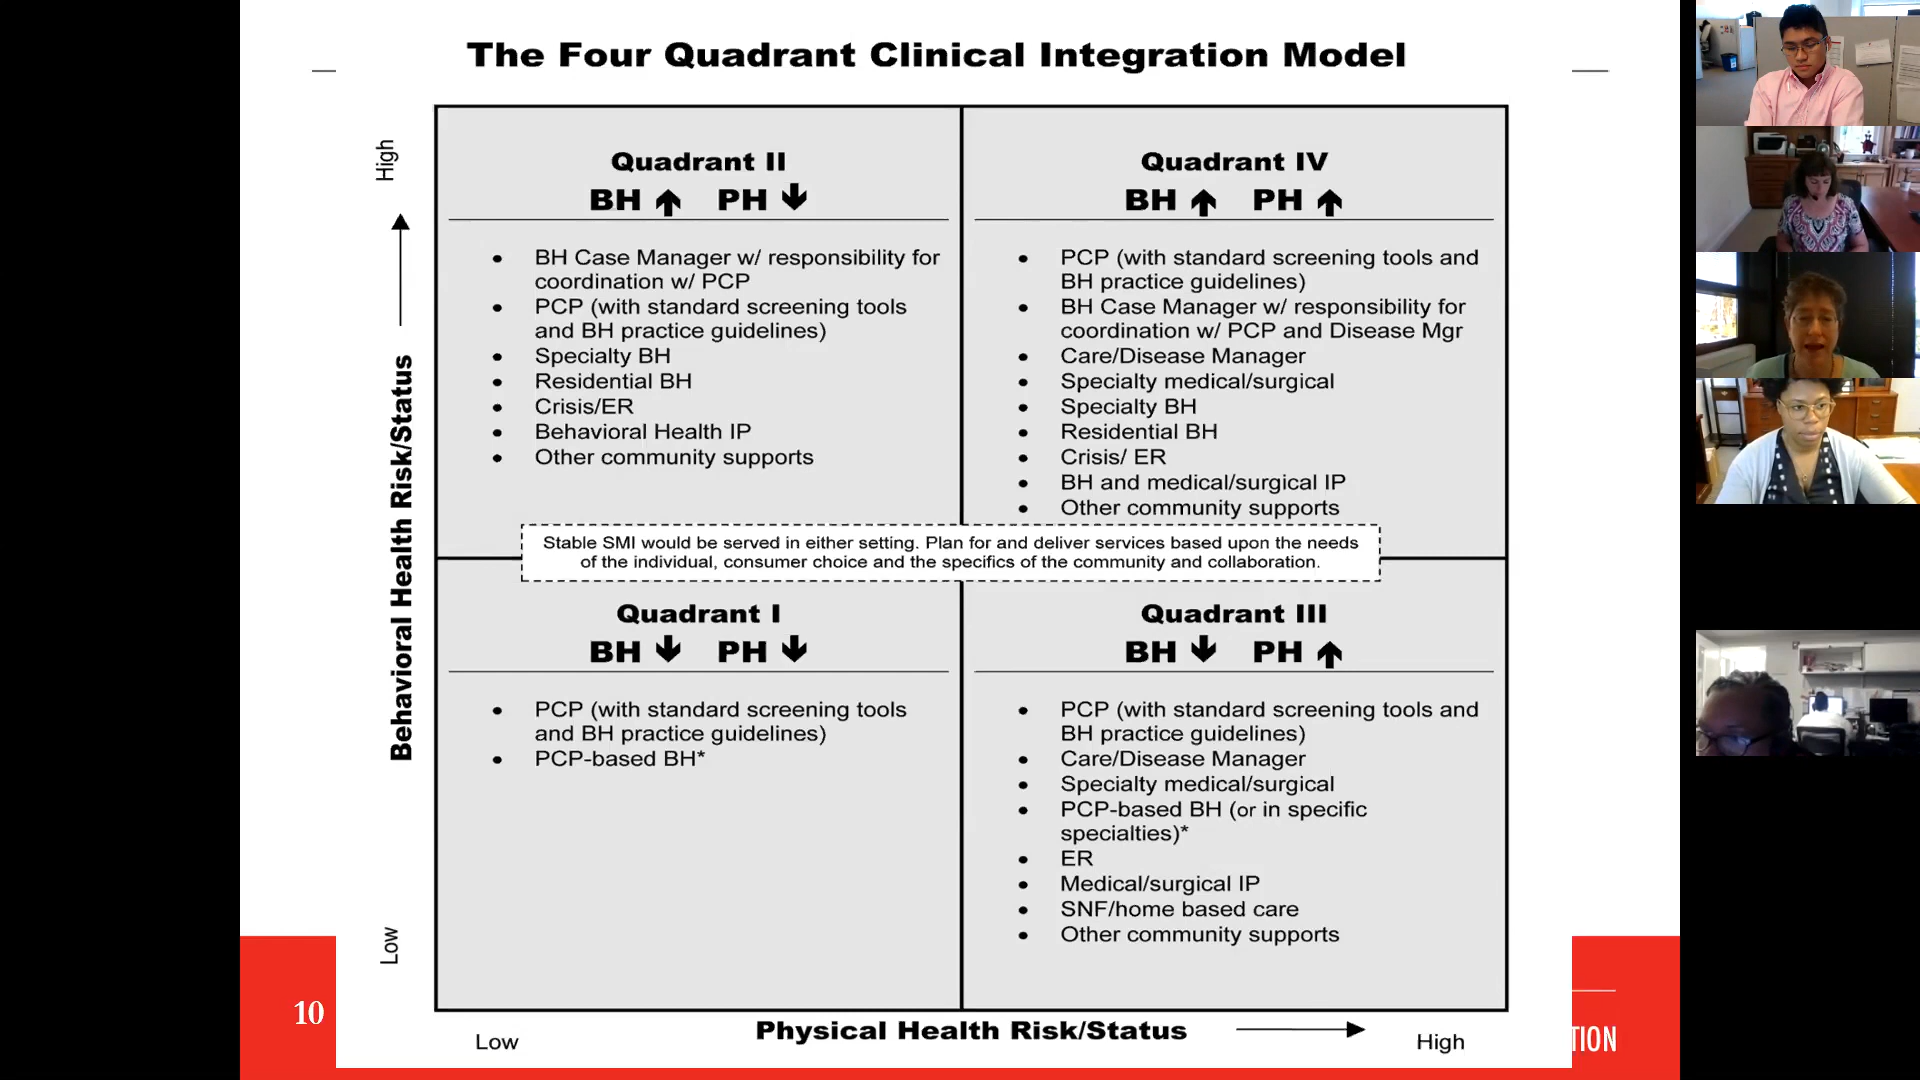 The Four Quadrant Clinical Integration Model
High
Behavioral Health Risk/Status
Low
Quadrant II
BH PH
• BH Case Manager w/ responsibility for
coordination w/ PCP
• PCP (with standard screening tools
and BH practice guidelines)
• Specialty BH
• Residential BH
• Crisis/ER
• Behavioral Health IP
• Other community supports
Quadrant IV
BH PH
• PCP (with standard screening tools and
BH practice guidelines)
• BH Case Manager w/ responsibility for
coordination w/ PCP and Disease Mgr
• Care/Disease Manager
• Specialty medical/surgical
• Specialty BH
• Residential BH
• Crisis/ ER
• BH and medical/surgical IP
• Other community supports
Stable SMI would be served in either setting. Plan for and deliver services based upon the needs
of the individual, consumer choice and the specifics of the community and collaboration.
Quadrant I
BH PH
• PCP (with standard screening tools
and BH practice guidelines)
• PCP-based BH*
Quadrant III
BH PH
• PCP (with standard screening tools and
BH practice guidelines)
• Care/Disease Manager
• Specialty medical/surgical
• PCP-based BH (or in specific
specialties)*
• ER
• Medical/surgical IP
• SNF/home based care
• Other community supports
Low
Physical Health Risk/Status
High
10
TION